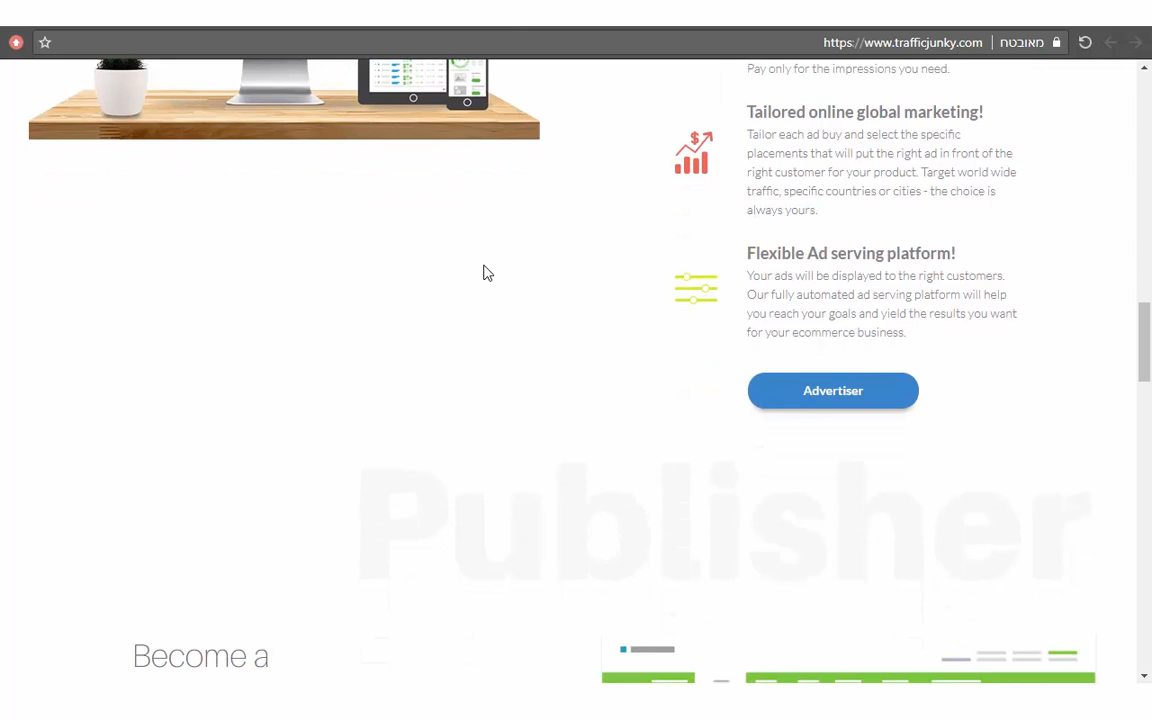 https://www.trafficjunky.com | מאובטח
Pay only for the impressions you need.
Tailored online global marketing!
Tailor each ad buy and select the specific
placements that will put the right ad in front of the
right customer for your product. Target world wide
traffic, specific countries or cities - the choice is
always yours.
Flexible Ad serving platform!
Your ads will be displayed to the right customers.
Our fully automated ad serving platform will help
you reach your goals and yield the results you want
for your ecommerce business.
Advertiser
Publisher
Become a